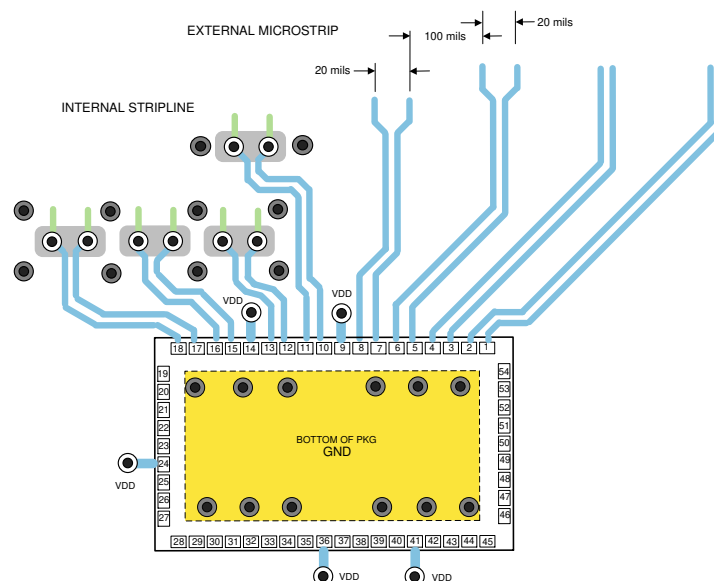 EXTERNAL MICROSTRIP
20 mils
100 mils
20 mils
INTERNAL STRIPLINE
VDD
VDD
18 17 16 15 14 13 12 11 10 9 8 7 6 5 4 3 2 1
19
20
21
22
23
24
25
26
27
54
53
52
51
50
49
48
47
46
BOTTOM OF PKG
GND
VDD
28 29 30 31 32 33 34 35 36 37 38 39 40 41 42 43 44 45
VDD
VDD